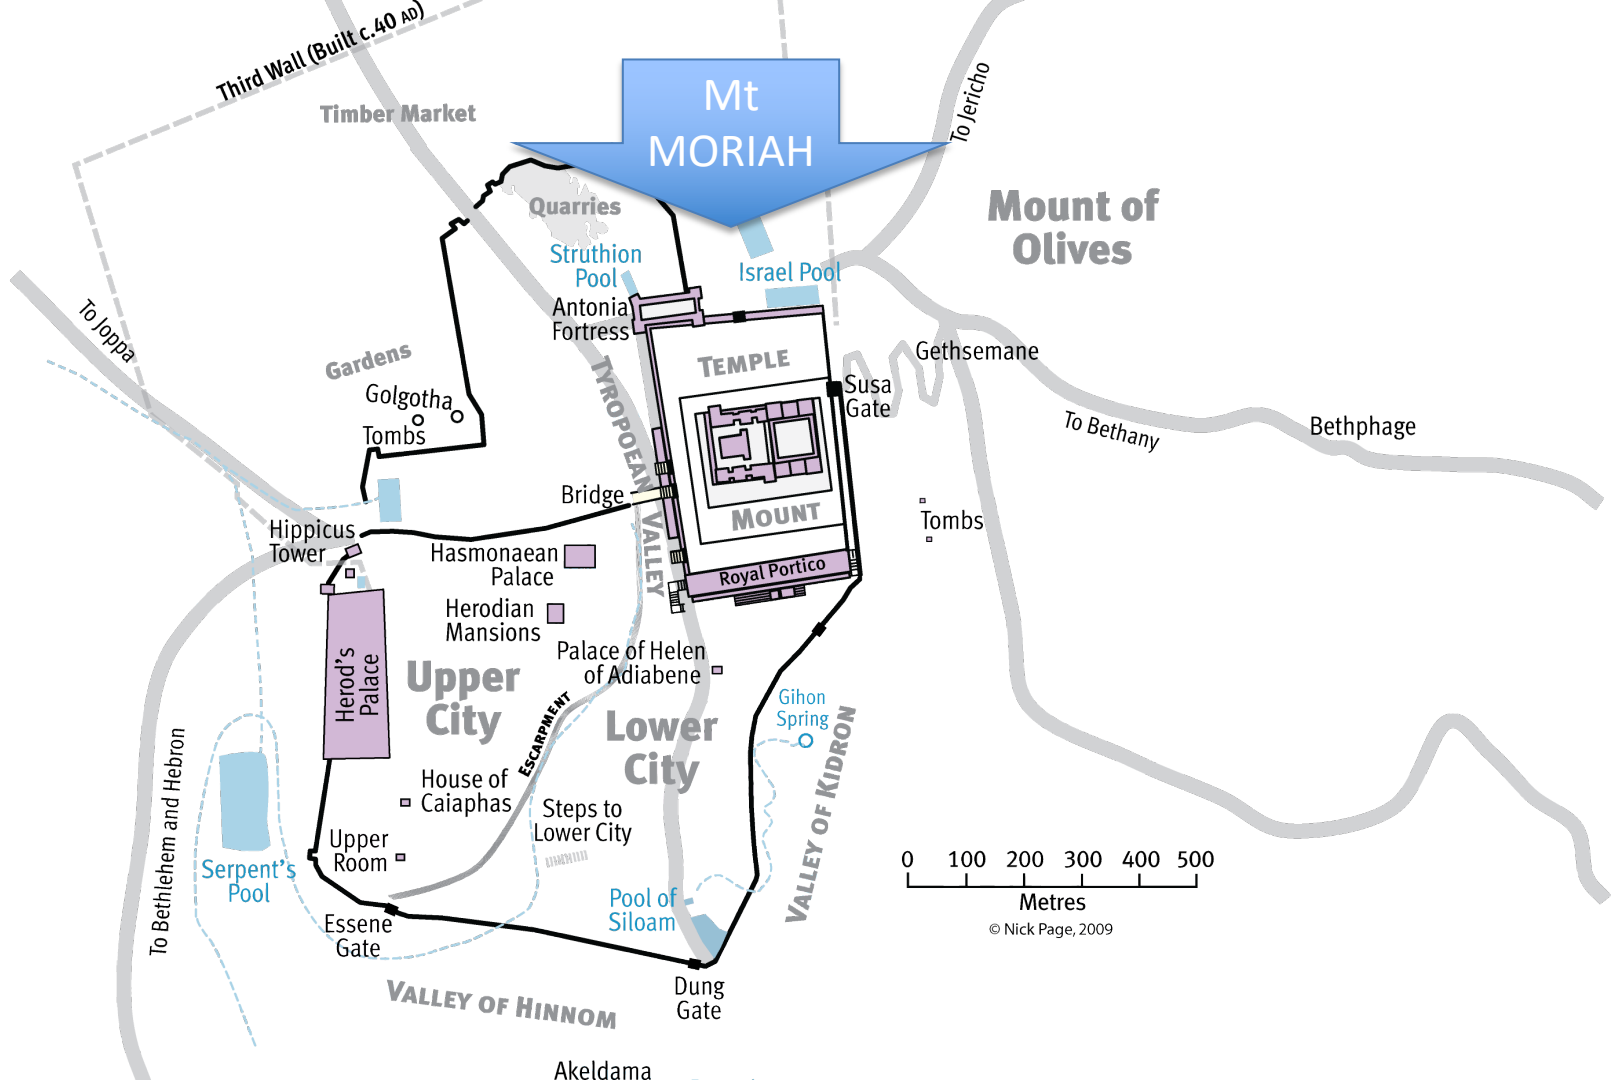 Third Wall (Built c.40 AD)
Timber Market
Mt
MORIAH
To Jericho
Quarries
Mount of
Olives
Struthion
Pool
Israel Pool
Antonia
Fortress
To Joppa
Gardens
Golgotha
Tombs
TYROPOEAN VALLEY
TEMPLE
MOUNT
Susa
Gate
Gethsemane
To Bethany
Bethphage
Bridge
Tombs
Hippicus
Tower
Hasmonaean
Palace
Royal Portico
Herodian
Mansions
Palace of Helen
of Adiabene
Herod's
Palace
Upper
City
ESCARPMENT
Lower
City
Gihon
Spring
VALLEY OF KIDRON
House of
Caiaphas
Steps to
Lower City
Upper
Room
To Bethlehem and Hebron
Serpent's
Pool
Pool of
Siloam
Essene
Gate
Dung
Gate
VALLEY OF HINNOM
Akeldama
0 100 200 300 400 500
Metres
© Nick Page, 2009